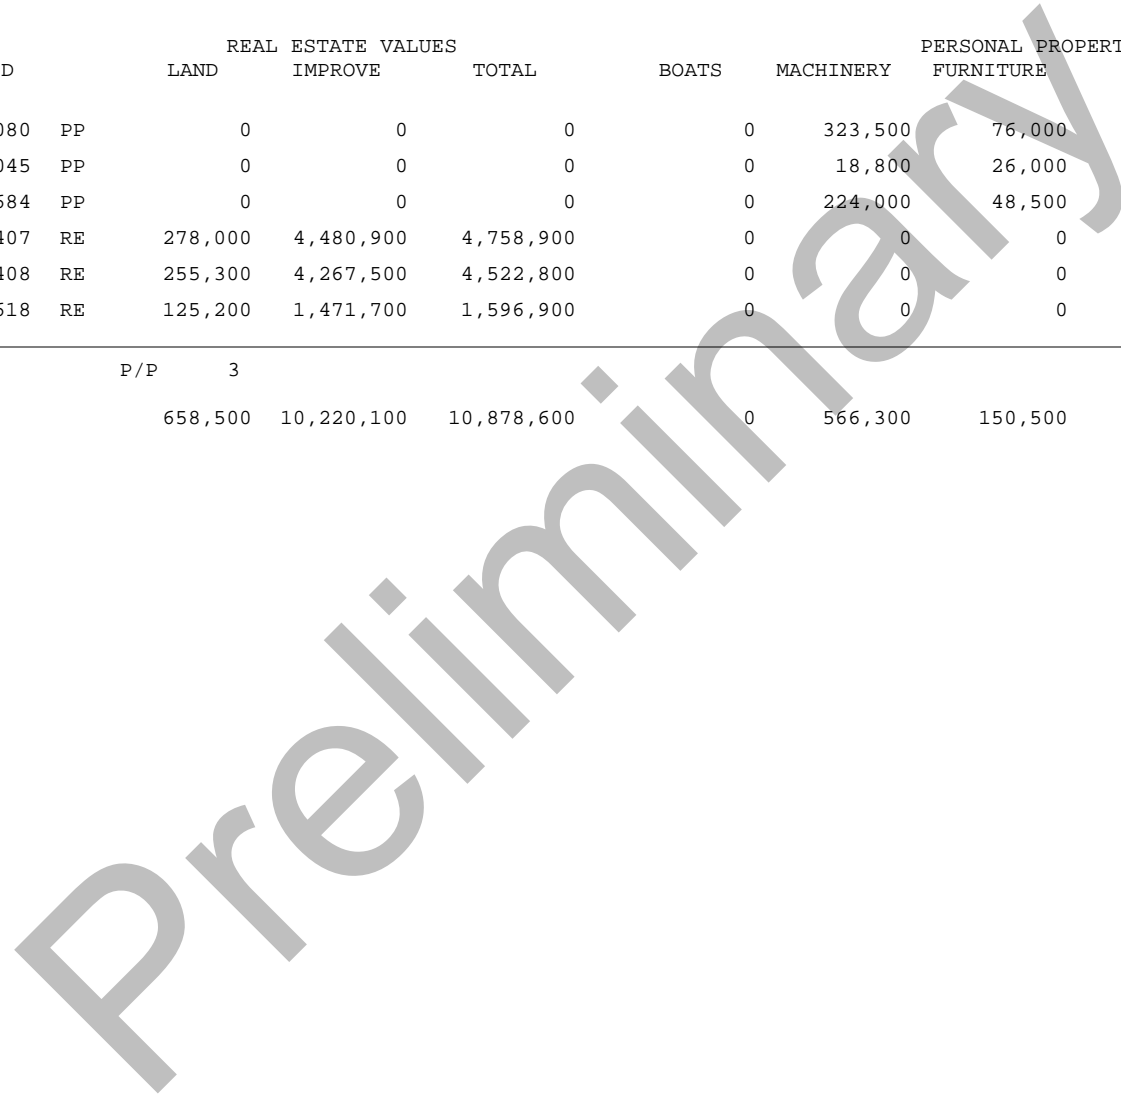 REAL ESTATE VALUES PERSONAL PROPERT
D LAND IMPROVE TOTAL BOATS MACHINERY FURNITURE
080 PP 0 0 0 0 323,500 76,000
045 PP 0 0 0 0 18,800 26,000
684 PP 0 0 0 0 224,000 48,500
407 RE 278,000 4,480,900 4,758,900 0 0 0
408 RE 255,300 4,267,500 4,522,800 0 0 0
518 RE 125,200 1,471,700 1,596,900 0 0 0
P/P 3
658,500 10,220,100 10,878,600 0 566,300 150,500
Preliminary